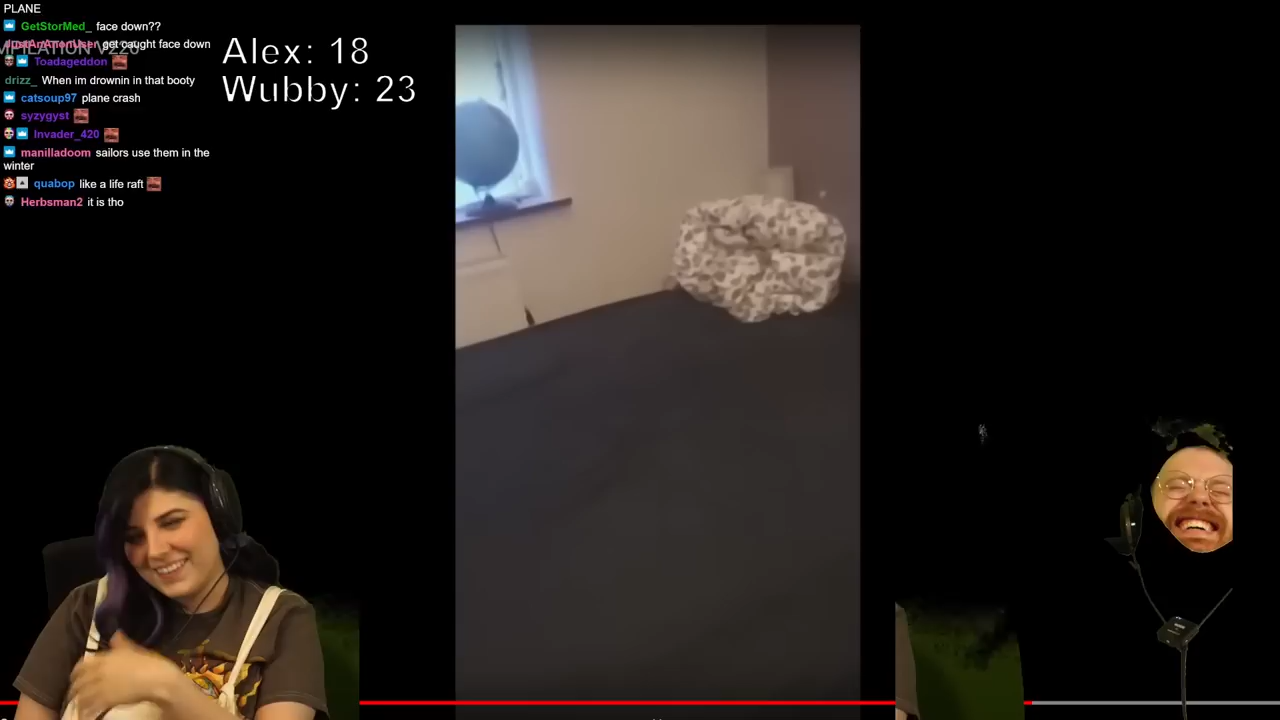 PLANE
GetStorMed_ face down??
JustAnAnonUser get caught face down
Toadageddon
drizz_ When im drownin in that booty
catsoup97 plane crash
syzygyst
Invader_420
manilladoom sailors use them in the
winter
quabop like a life raft
Herbsman2 it is tho
Alex: 18
Wubby: 23